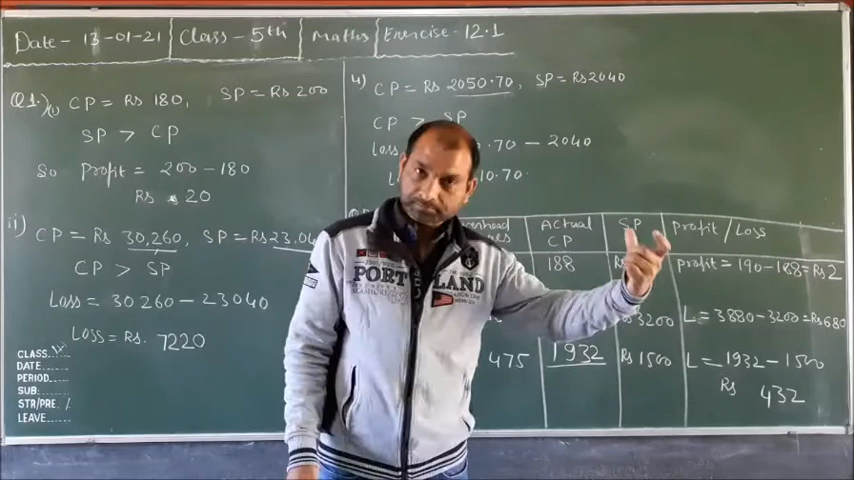 Date - 13-01-21 Class - 5th Maths Exercise - 12.1
Q1. i) CP = RS 180, SP = RS 200
SP > CP
So Profit = 200 - 180
RS 20
ii) CP = RS 30,260, SP = RS 23,04
CP > SP
Loss = 30260 - 23040
Loss = RS. 7220
4) CP = RS 2050.70, SP = RS 2040
CP > SP
Loss .70 - 2040
10.70
Actual CP SP Profit / Loss
188 Profit = 190 - 188 = RS 2
3200 L = 3880 - 3200 = RS 680
475 1932 RS 1500 L = 1932 - 1500
RS 432
CLASS IX
DATE
PERIOD
SUB
STR/PRE.
LEAVE
PORT LAND